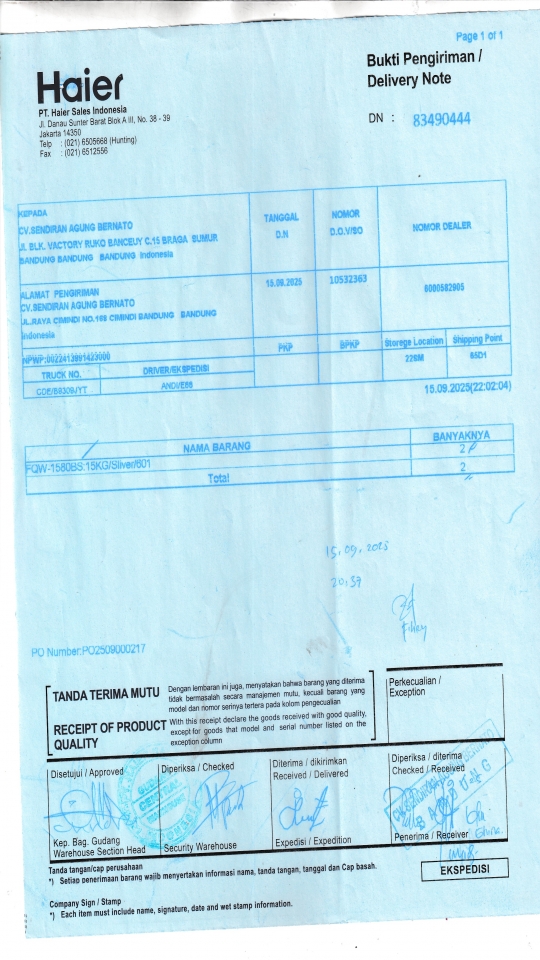 Page 1 of 1
Haier
Bukti Pengiriman /
Delivery Note
PT. Haier Sales Indonesia
Jl. Danau Sunter Barat Blok A III, No. 38 - 39
Jakarta 14350
Telp : (021) 6505668 (Hunting)
Fax : (021) 6512556
DN : 83490444
KEPADA
CV.SENDIRAN AGUNG BERNATO
JL BLK. VACTORY RUKO BANCEUY C.15 BRAGA SUMUR
BANDUNG BANDUNG BANDUNG Indonesia
TANGGAL
D.N
NOMOR
D.O.V/SO
NOMOR DEALER
ALAMAT PENGIRIMAN
CV.SENDIRAN AGUNG BERNATO
JL.RAYA CIMINDI NO.168 CIMINDI BANDUNG BANDUNG
Indonesia
15.09.2025
10532363
6000582905
NPWP:0022413991423000
PKP
BPKP
Storege Location
Shipping Point
TRUCK NO.
DRIVER/EKSPEDISI
22SM
65D1
CDE/B9309JYT
ANDI/E66
15.09.2025(22:02:04)
NAMA BARANG
BANYAKNYA
FQW-1580BS:15KG/Sliver/601
2
Total
2
15.09.2025
20.37
PO Number:PO2509000217
TANDA TERIMA MUTU
Dengan lembaran ini juga, menyatakan bahwa barang yang diterima
tidak bermasalah secara manajemen mutu, kecuali barang yang
model dan nomor serinya tertera pada kolom pengecualian
RECEIPT OF PRODUCT
QUALITY
With this receipt declare the goods received with good quality,
except for goods that model and serial number listed on the
exception column
Perkecualian /
Exception
Disetujui / Approved
Diperiksa / Checked
Diterima / dikirimkan
Received / Delivered
Diperiksa / diterima
Checked / Received
Kep. Bag. Gudang
Warehouse Section Head
Security Warehouse
Expedisi / Expedition
Penerima / Receiver
Tanda tangan/cap perusahaan
*) Setiao penerimaan barang wajib menyertakan informasi nama, tanda tangan, tanggal dan Cap basah.
EKSPEDISI
Company Sign / Stamp
*) Each item must include name, signature, date and wet stamp information.